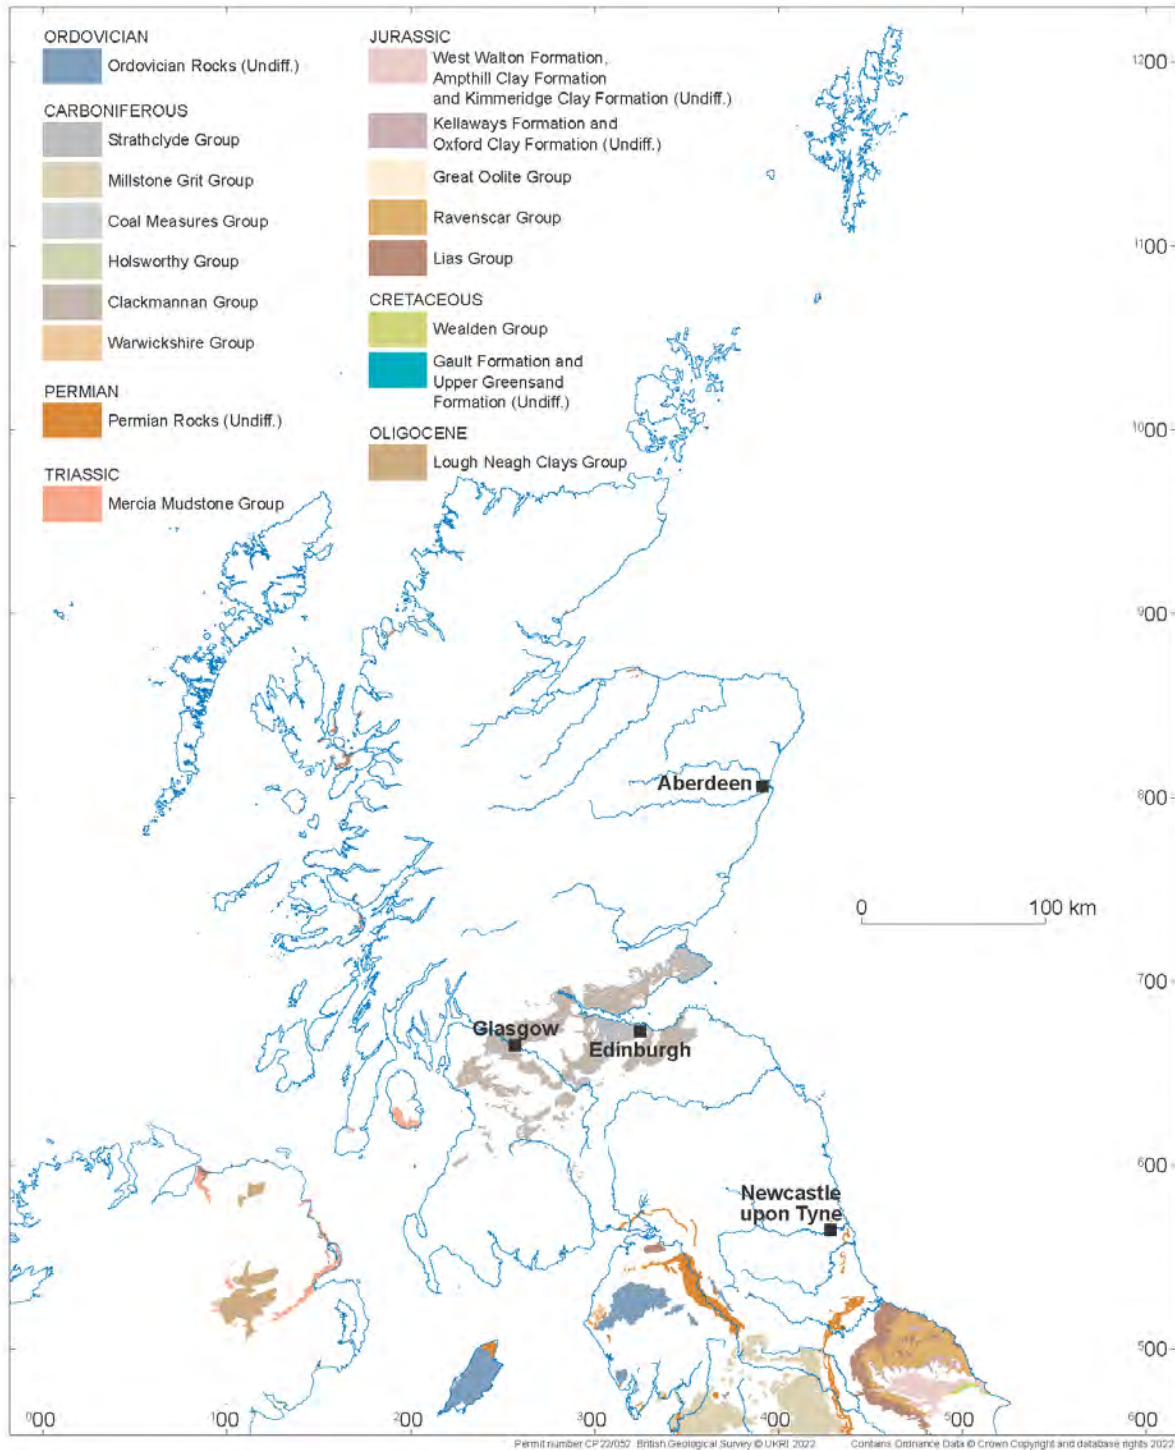 ORDOVICIAN
Ordovician Rocks (Undiff.)
CARBONIFEROUS
Strathclyde Group
Millstone Grit Group
Coal Measures Group
Holsworthy Group
Clackmannan Group
Warwickshire Group
PERMIAN
Permian Rocks (Undiff.)
TRIASSIC
Mercia Mudstone Group
JURASSIC
West Walton Formation,
Ampthill Clay Formation
and Kimmeridge Clay Formation (Undiff.)
Kellaways Formation and
Oxford Clay Formation (Undiff.)
Great Oolite Group
Ravenscar Group
Lias Group
CRETACEOUS
Wealden Group
Gault Formation and
Upper Greensand
Formation (Undiff.)
OLIGOCENE
Lough Neagh Clays Group
1200
1100
1000
900
800
700
600
500
Aberdeen
0 100 km
Glasgow
Edinburgh
Newcastle
upon Tyne
000 100 200 300 400 500 600
Permit number CP22/052 British Geological Survey © UKRI 2022 Contains Ordnance Data © Crown Copyright and database rights 2022